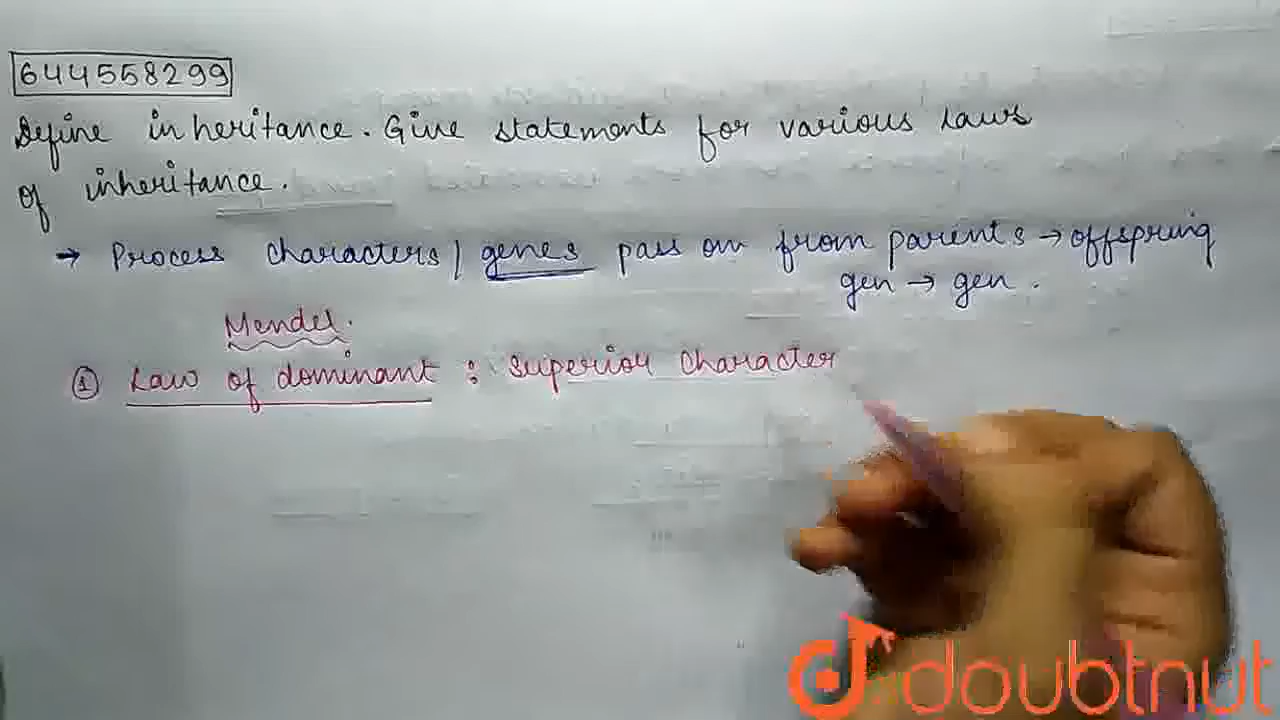 644558299
Define inheritance. Give statements for various laws
of inheritance.
→ Process characters/genes pass on from parents → offspring
gen → gen.
Mendel.
① Law of dominant : superior character
doubtnut